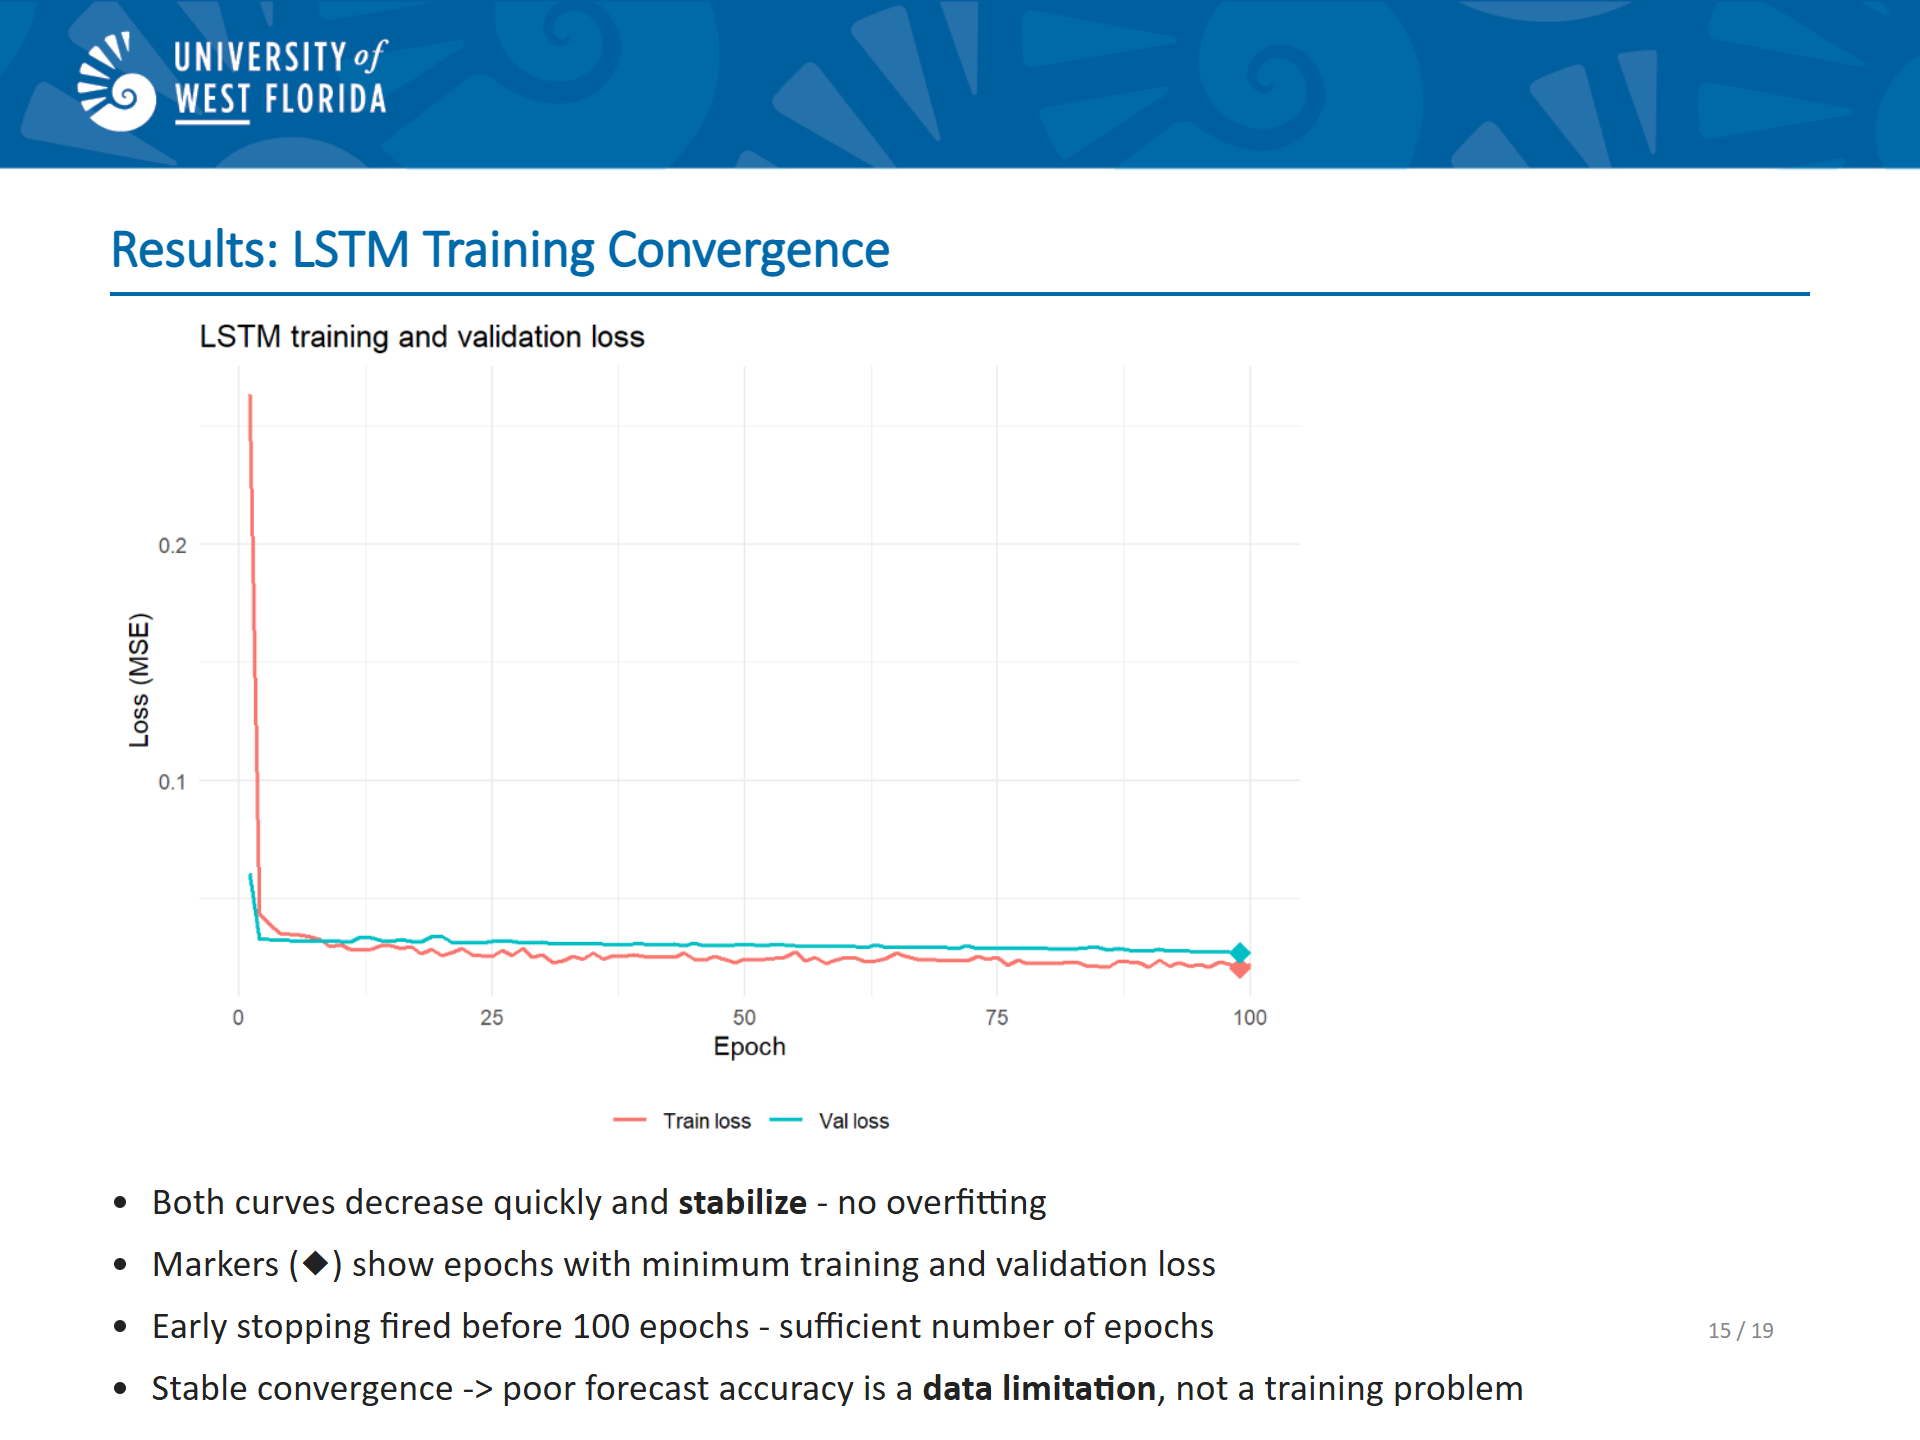 UNIVERSITY of
WEST FLORIDA
Results: LSTM Training Convergence
LSTM training and validation loss
0.2
0.1
Loss (MSE)
0 25 50 75 100
Epoch
Train loss Val loss
• Both curves decrease quickly and stabilize - no overfitting
• Markers (◆) show epochs with minimum training and validation loss
• Early stopping fired before 100 epochs - sufficient number of epochs
15 / 19
• Stable convergence -> poor forecast accuracy is a data limitation, not a training problem